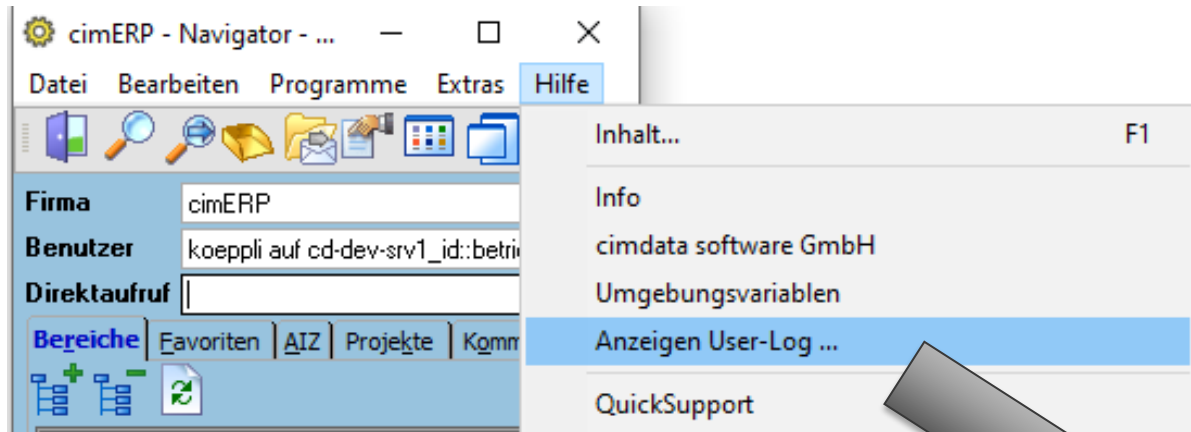 cimERP - Navigator - ...
Datei Bearbeiten Programme Extras Hilfe
Inhalt... F1
Info
cimdata software GmbH
Umgebungsvariablen
Anzeigen User-Log ...
QuickSupport
Firma cimERP
Benutzer koeppli auf cd-dev-srv1_id::betri
Direktaufruf
Bereiche Favoriten AIZ Projekte Komm